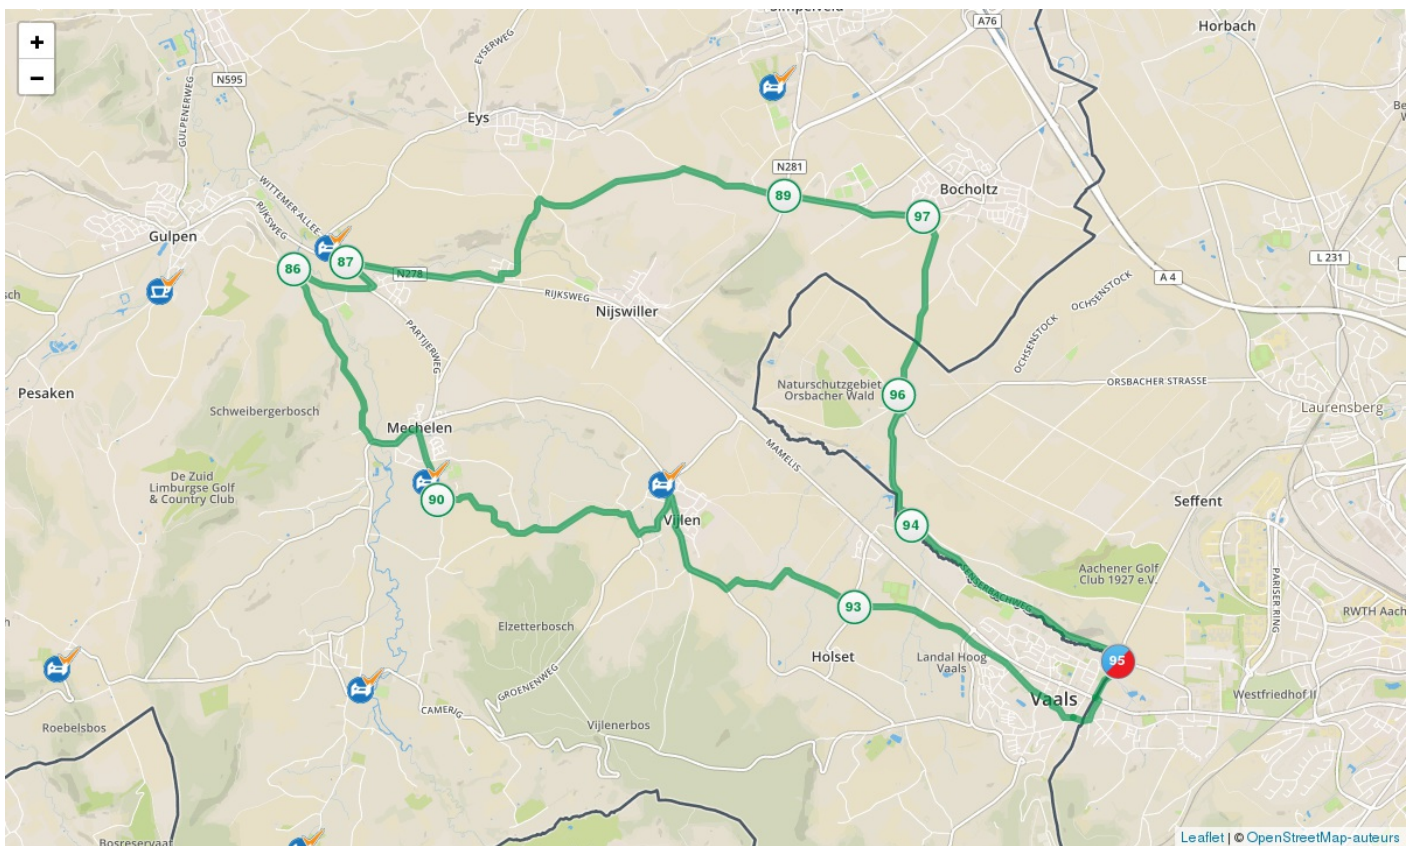 +
−
Simpelveld
A76
Horbach
N595
EYSERWEG
GULPENERWEG
Eys
N281
Bocholtz
89
97
WITTEMER ALLEE
RIJKSWEG
Gulpen
86
87
N278
RIJKSWEG
Nijswiller
L 231
A 4
OCHSENSTOCK
OCHSENSTOCK
PARTIJERWEG
Pesaken
Schweibergerbosch
Naturschutzgebiet
Orsbacher Wald
96
ORSBACHER STRASSE
Laurensberg
Mechelen
MAMELIS
De Zuid
Limburgse Golf
& Country Club
90
Vijlen
94
Seffent
SENSERBACHWEG
Aachener Golf
Club 1927 e.V.
PARISER RING
RWTH Aach
93
Elzetterbosch
Holset
Landal Hoog
Vaals
95
Vaals
Westfriedhof II
GROENENWEG
CAMERIG
Roebelsbos
Vijlenerbos
Bosreservaat
Leaflet | © OpenStreetMap-auteurs